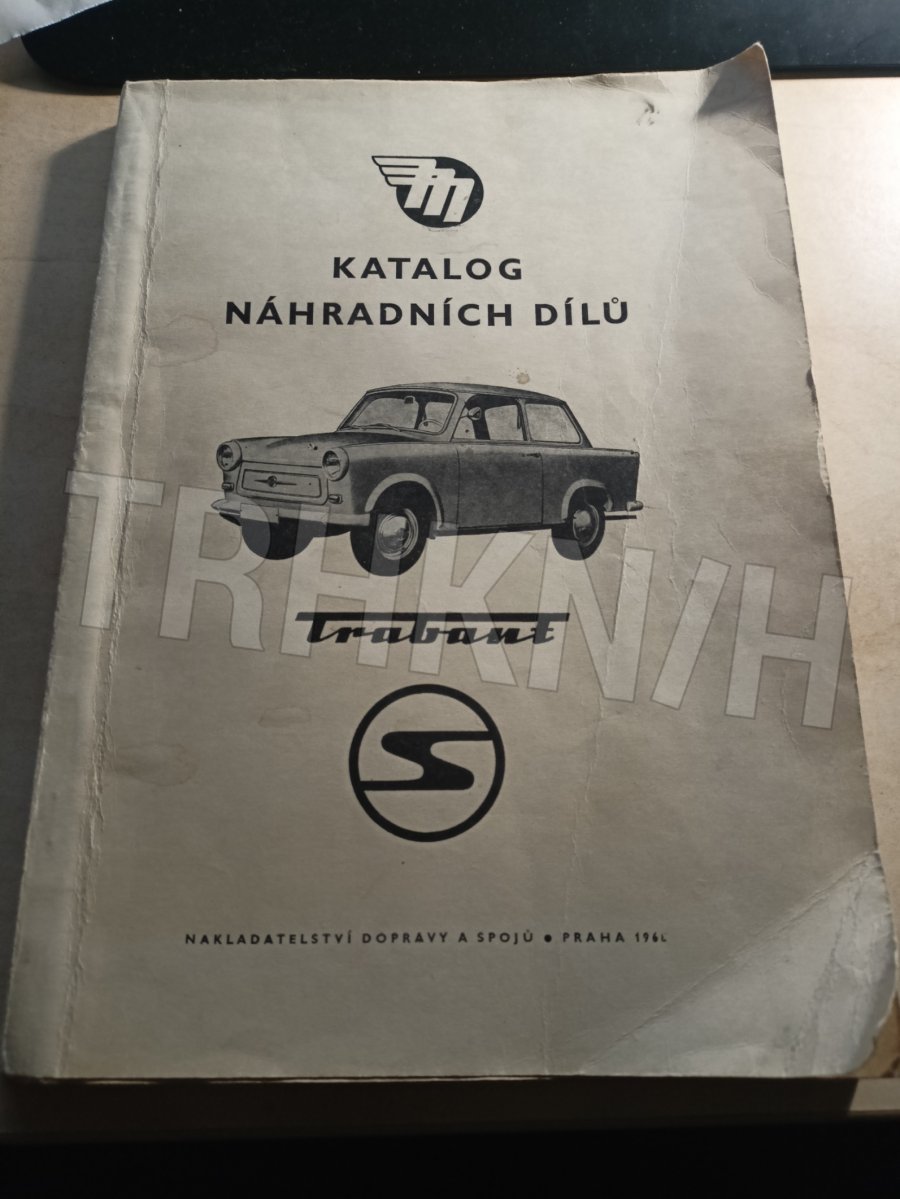 KATALOG
NÁHRADNÍCH DÍLŮ
Trabant
S
NAKLADATELSTVÍ DOPRAVY A SPOJŮ • PRAHA
TRHKNIH